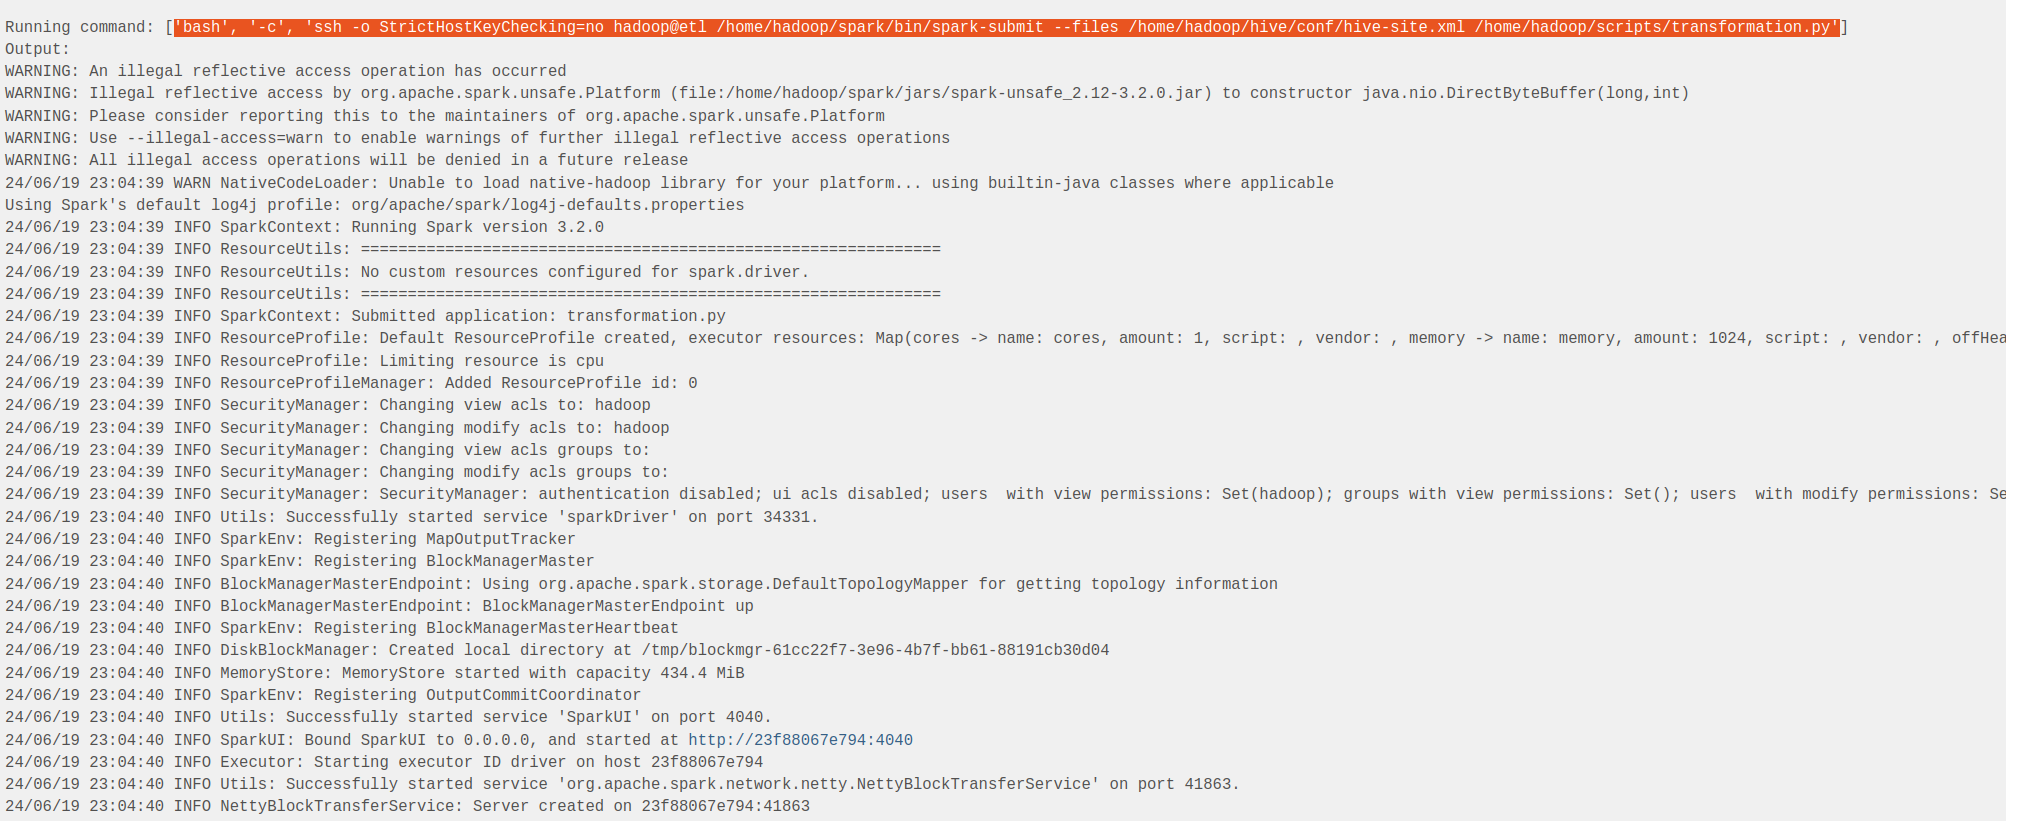 Running command: ['bash', '-c', 'ssh -o StrictHostKeyChecking=no hadoop@etl /home/hadoop/spark/bin/spark-submit --files /home/hadoop/hive/conf/hive-site.xml /home/hadoop/scripts/transformation.py']
Output:
WARNING: An illegal reflective access operation has occurred
WARNING: Illegal reflective access by org.apache.spark.unsafe.Platform (file:/home/hadoop/spark/jars/spark-unsafe_2.12-3.2.0.jar) to constructor java.nio.DirectByteBuffer(long,int)
WARNING: Please consider reporting this to the maintainers of org.apache.spark.unsafe.Platform
WARNING: Use --illegal-access=warn to enable warnings of further illegal reflective access operations
WARNING: All illegal access operations will be denied in a future release
24/06/19 23:04:39 WARN NativeCodeLoader: Unable to load native-hadoop library for your platform... using builtin-java classes where applicable
Using Spark's default log4j profile: org/apache/spark/log4j-defaults.properties
24/06/19 23:04:39 INFO SparkContext: Running Spark version 3.2.0
24/06/19 23:04:39 INFO ResourceUtils: ==============================================================
24/06/19 23:04:39 INFO ResourceUtils: No custom resources configured for spark.driver.
24/06/19 23:04:39 INFO ResourceUtils: ==============================================================
24/06/19 23:04:39 INFO SparkContext: Submitted application: transformation.py
24/06/19 23:04:39 INFO ResourceProfile: Default ResourceProfile created, executor resources: Map(cores -> name: cores, amount: 1, script: , vendor: , memory -> name: memory, amount: 1024, script: , vendor: , offHea
24/06/19 23:04:39 INFO ResourceProfile: Limiting resource is cpu
24/06/19 23:04:39 INFO ResourceProfileManager: Added ResourceProfile id: 0
24/06/19 23:04:39 INFO SecurityManager: Changing view acls to: hadoop
24/06/19 23:04:39 INFO SecurityManager: Changing modify acls to: hadoop
24/06/19 23:04:39 INFO SecurityManager: Changing view acls groups to:
24/06/19 23:04:39 INFO SecurityManager: Changing modify acls groups to:
24/06/19 23:04:39 INFO SecurityManager: SecurityManager: authentication disabled; ui acls disabled; users  with view permissions: Set(hadoop); groups with view permissions: Set(); users  with modify permissions: Se
24/06/19 23:04:40 INFO Utils: Successfully started service 'sparkDriver' on port 34331.
24/06/19 23:04:40 INFO SparkEnv: Registering MapOutputTracker
24/06/19 23:04:40 INFO SparkEnv: Registering BlockManagerMaster
24/06/19 23:04:40 INFO BlockManagerMasterEndpoint: Using org.apache.spark.storage.DefaultTopologyMapper for getting topology information
24/06/19 23:04:40 INFO BlockManagerMasterEndpoint: BlockManagerMasterEndpoint up
24/06/19 23:04:40 INFO SparkEnv: Registering BlockManagerMasterHeartbeat
24/06/19 23:04:40 INFO DiskBlockManager: Created local directory at /tmp/blockmgr-61cc22f7-3e96-4b7f-bb61-88191cb30d04
24/06/19 23:04:40 INFO MemoryStore: MemoryStore started with capacity 434.4 MiB
24/06/19 23:04:40 INFO SparkEnv: Registering OutputCommitCoordinator
24/06/19 23:04:40 INFO Utils: Successfully started service 'SparkUI' on port 4040.
24/06/19 23:04:40 INFO SparkUI: Bound SparkUI to 0.0.0.0, and started at http://23f88067e794:4040
24/06/19 23:04:40 INFO Executor: Starting executor ID driver on host 23f88067e794
24/06/19 23:04:40 INFO Utils: Successfully started service 'org.apache.spark.network.netty.NettyBlockTransferService' on port 41863.
24/06/19 23:04:40 INFO NettyBlockTransferService: Server created on 23f88067e794:41863